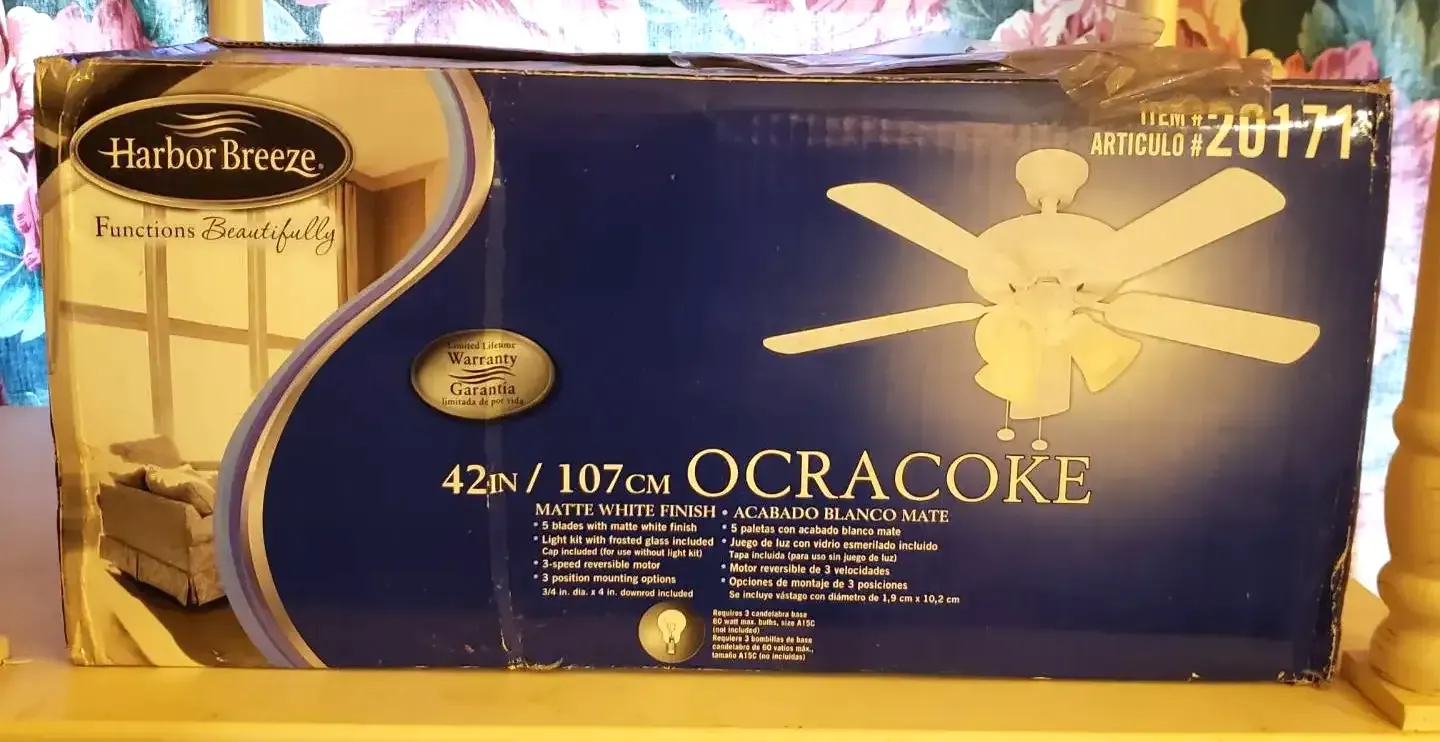 Harbor Breeze®
Functions Beautifully
ITEM #
ARTICULO #20171
Limited Lifetime
Warranty
Garantía
limitada de por vida
42IN / 107CM OCRACOKE
MATTE WHITE FINISH • ACABADO BLANCO MATE
• 5 blades with matte white finish
• Light kit with frosted glass included
Cap included (for use without light kit)
• 3-speed reversible motor
• 3 position mounting options
3/4 in. dia. x 4 in. downrod included
• 5 paletas con acabado blanco mate
• Juego de luz con vidrio esmerilado incluido
Tapa incluida (para uso sin juego de luz)
• Motor reversible de 3 velocidades
• Opciones de montaje de 3 posiciones
Se incluye vástago con diámetro de 1,9 cm x 10,2 cm
Requires 3 candelabra base
60 watt max. bulbs, size A15C
(not included)
Requiere 3 bombillas de base
candelabro de 60 vatios máx.,
tamaño A15C (no incluidas)